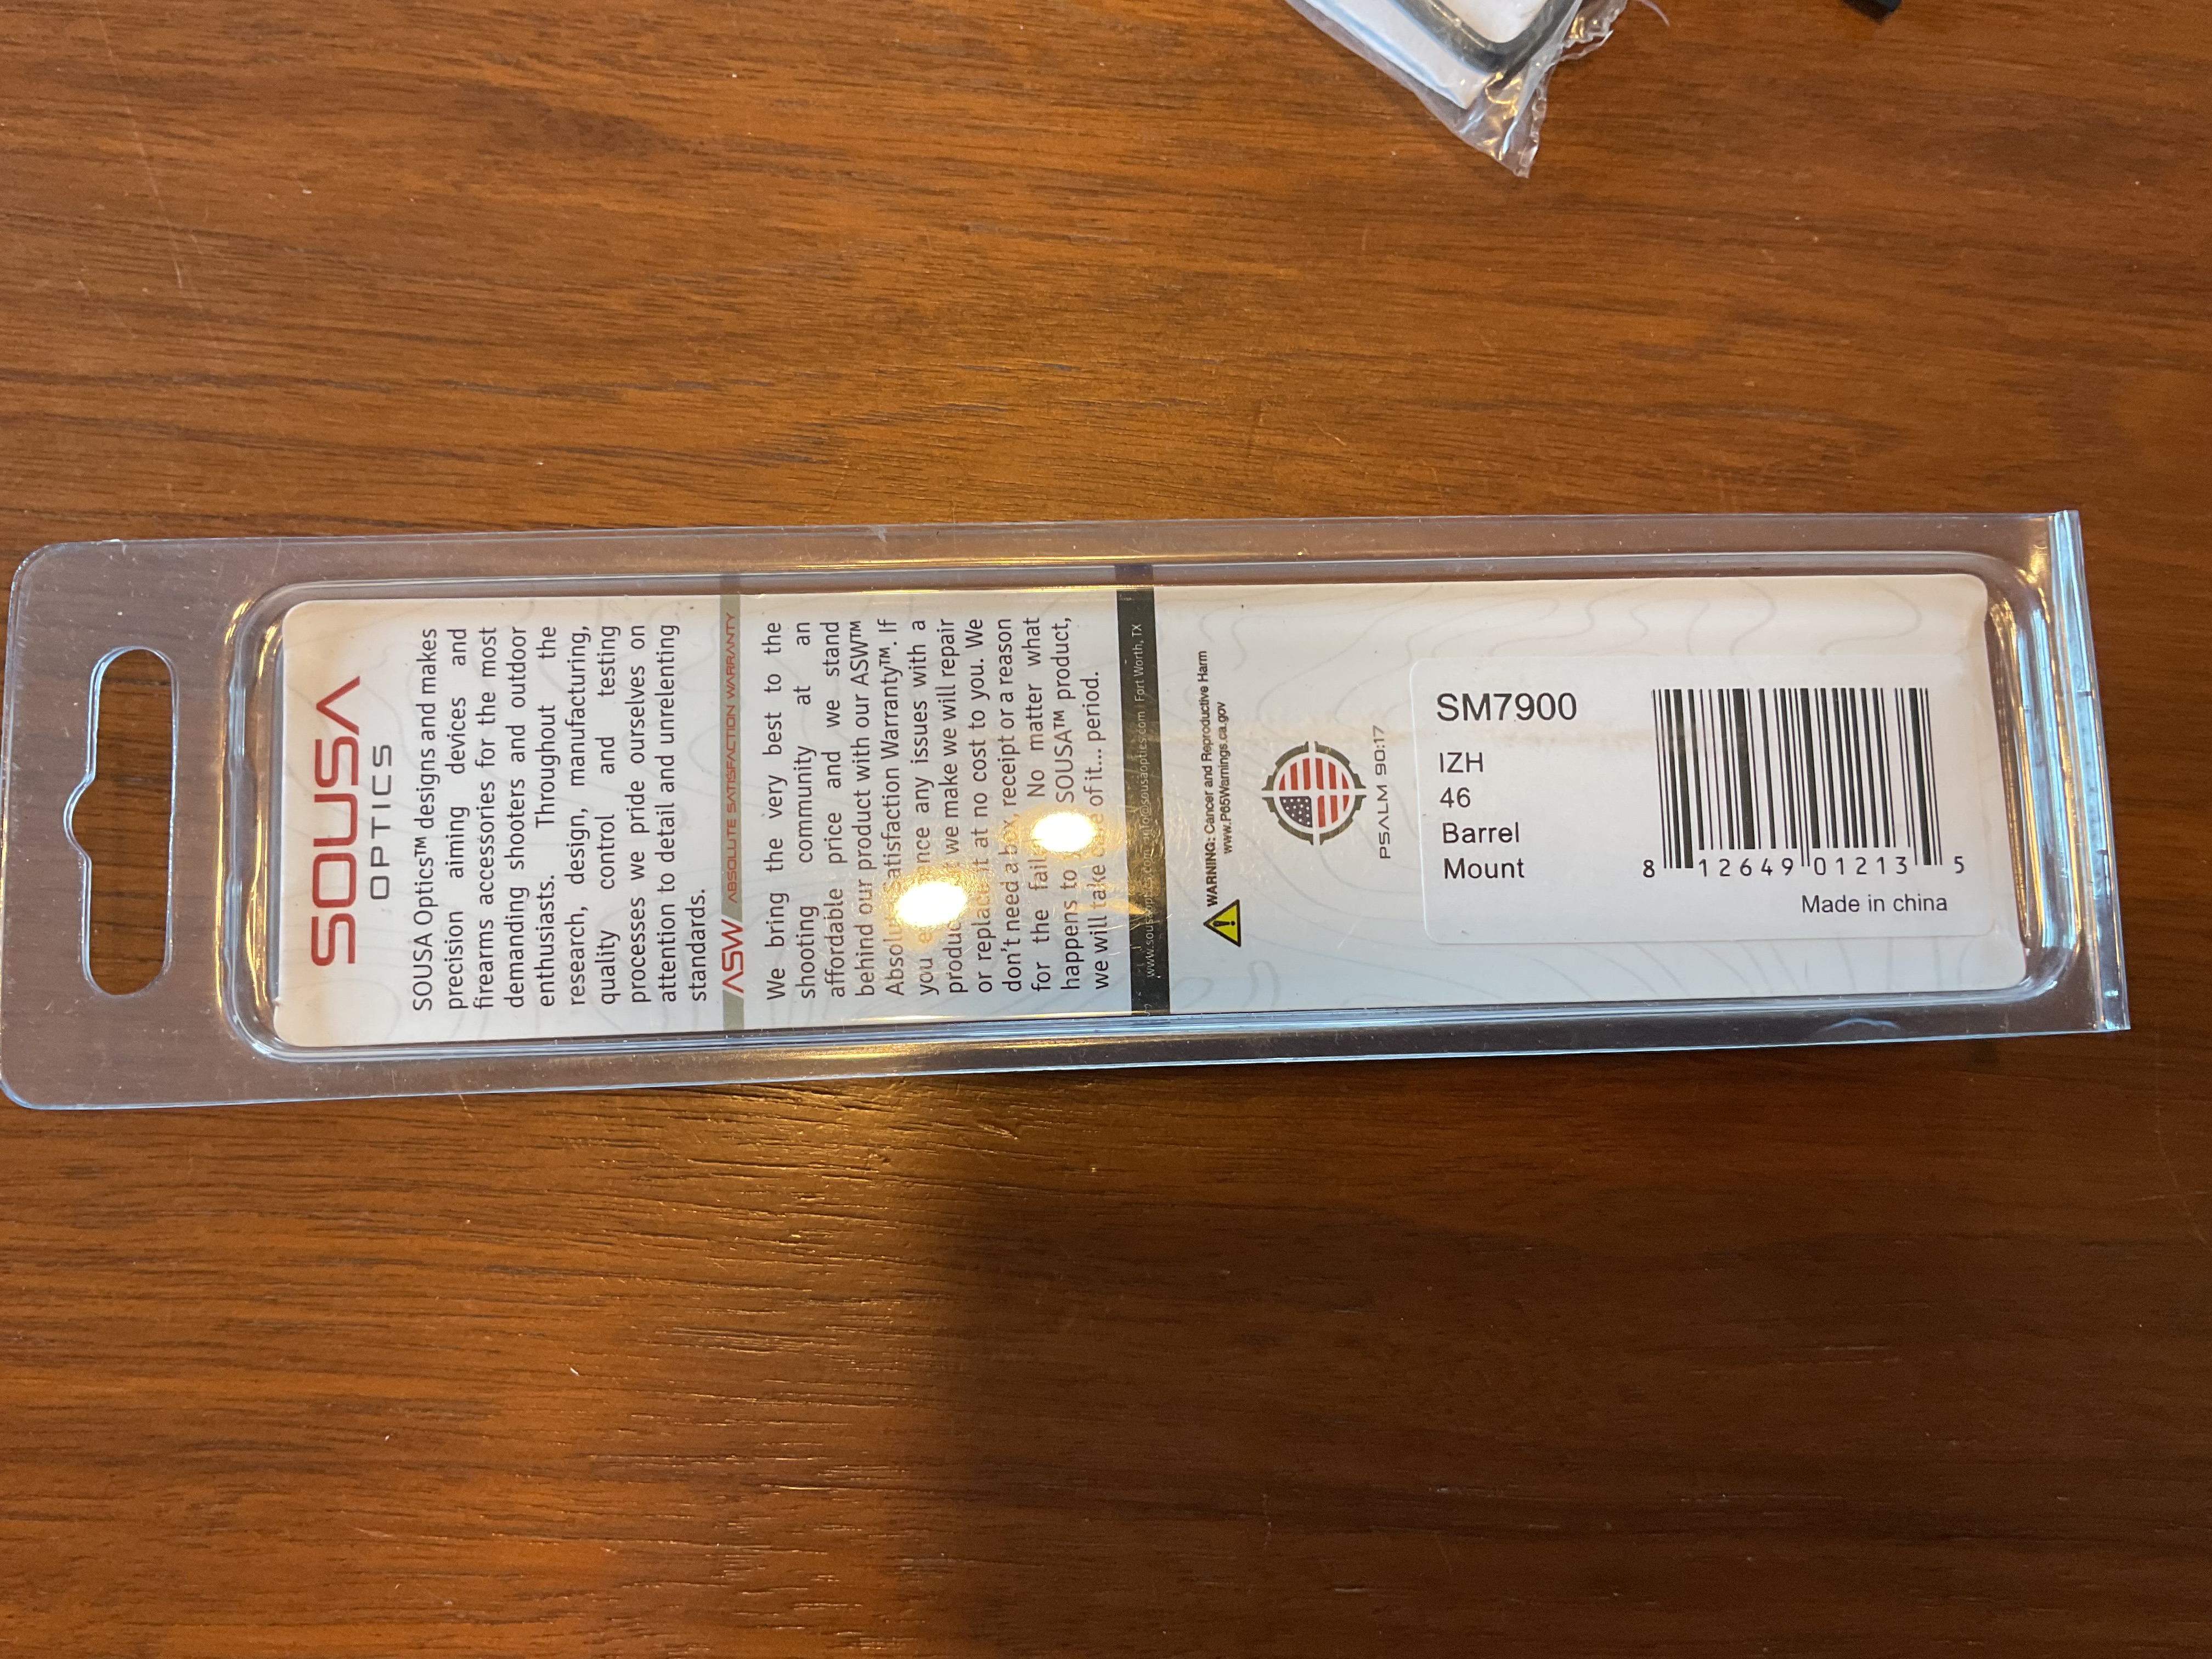 SOUSA
OPTICS
SOUSA Optics™ designs and makes
precision aiming devices and
firearms accessories for the most
demanding shooters and outdoor
enthusiasts. Throughout the
research, design, manufacturing,
quality control and testing
processes we pride ourselves on
attention to detail and unrelenting
standards.
ASW ABSOLUTE SATISFACTION WARRANTY
We bring the very best to the
shooting community at an
affordable price and we stand
behind our product with our ASW™
Satisfaction Warranty™. If
you any issues with a
we make we will repair
or replace it at no cost to you. We
don't need a box, receipt or a reason
for the No matter what
happens to SOUSA™ product,
we will take of it... period.
www.sousaoptics.com info@sousaoptics.com | Fort Worth, TX
WARNING: Cancer and Reproductive Harm
www.P65Warnings.ca.gov
PSALM 90:17
SM7900
IZH
46
Barrel
Mount
8 12649 01213 5
Made in china